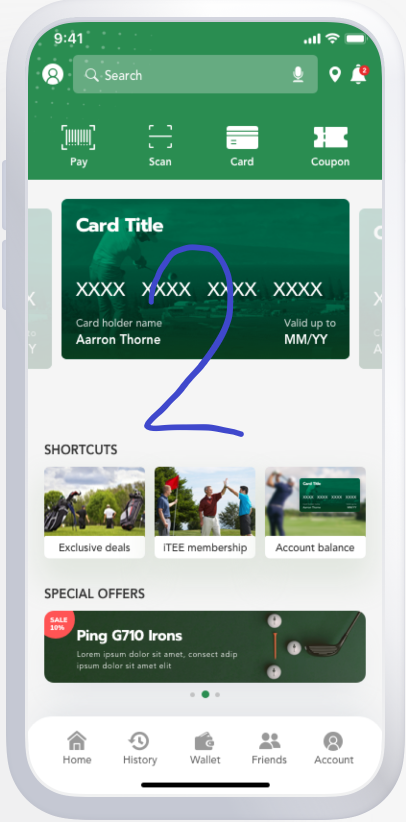 9:41
Search
2
Pay Scan Card Coupon
Card Title
XXXX XXXX XXXX XXXX
Card holder name Valid up to
Aarron Thorne MM/YY
2
SHORTCUTS
Exclusive deals iTEE membership Account balance
SPECIAL OFFERS
SALE
10%
Ping G710 Irons
Lorem ipsum dolor sit amet, consect adip
ipsum dolor sit amet elit
Home History Wallet Friends Account